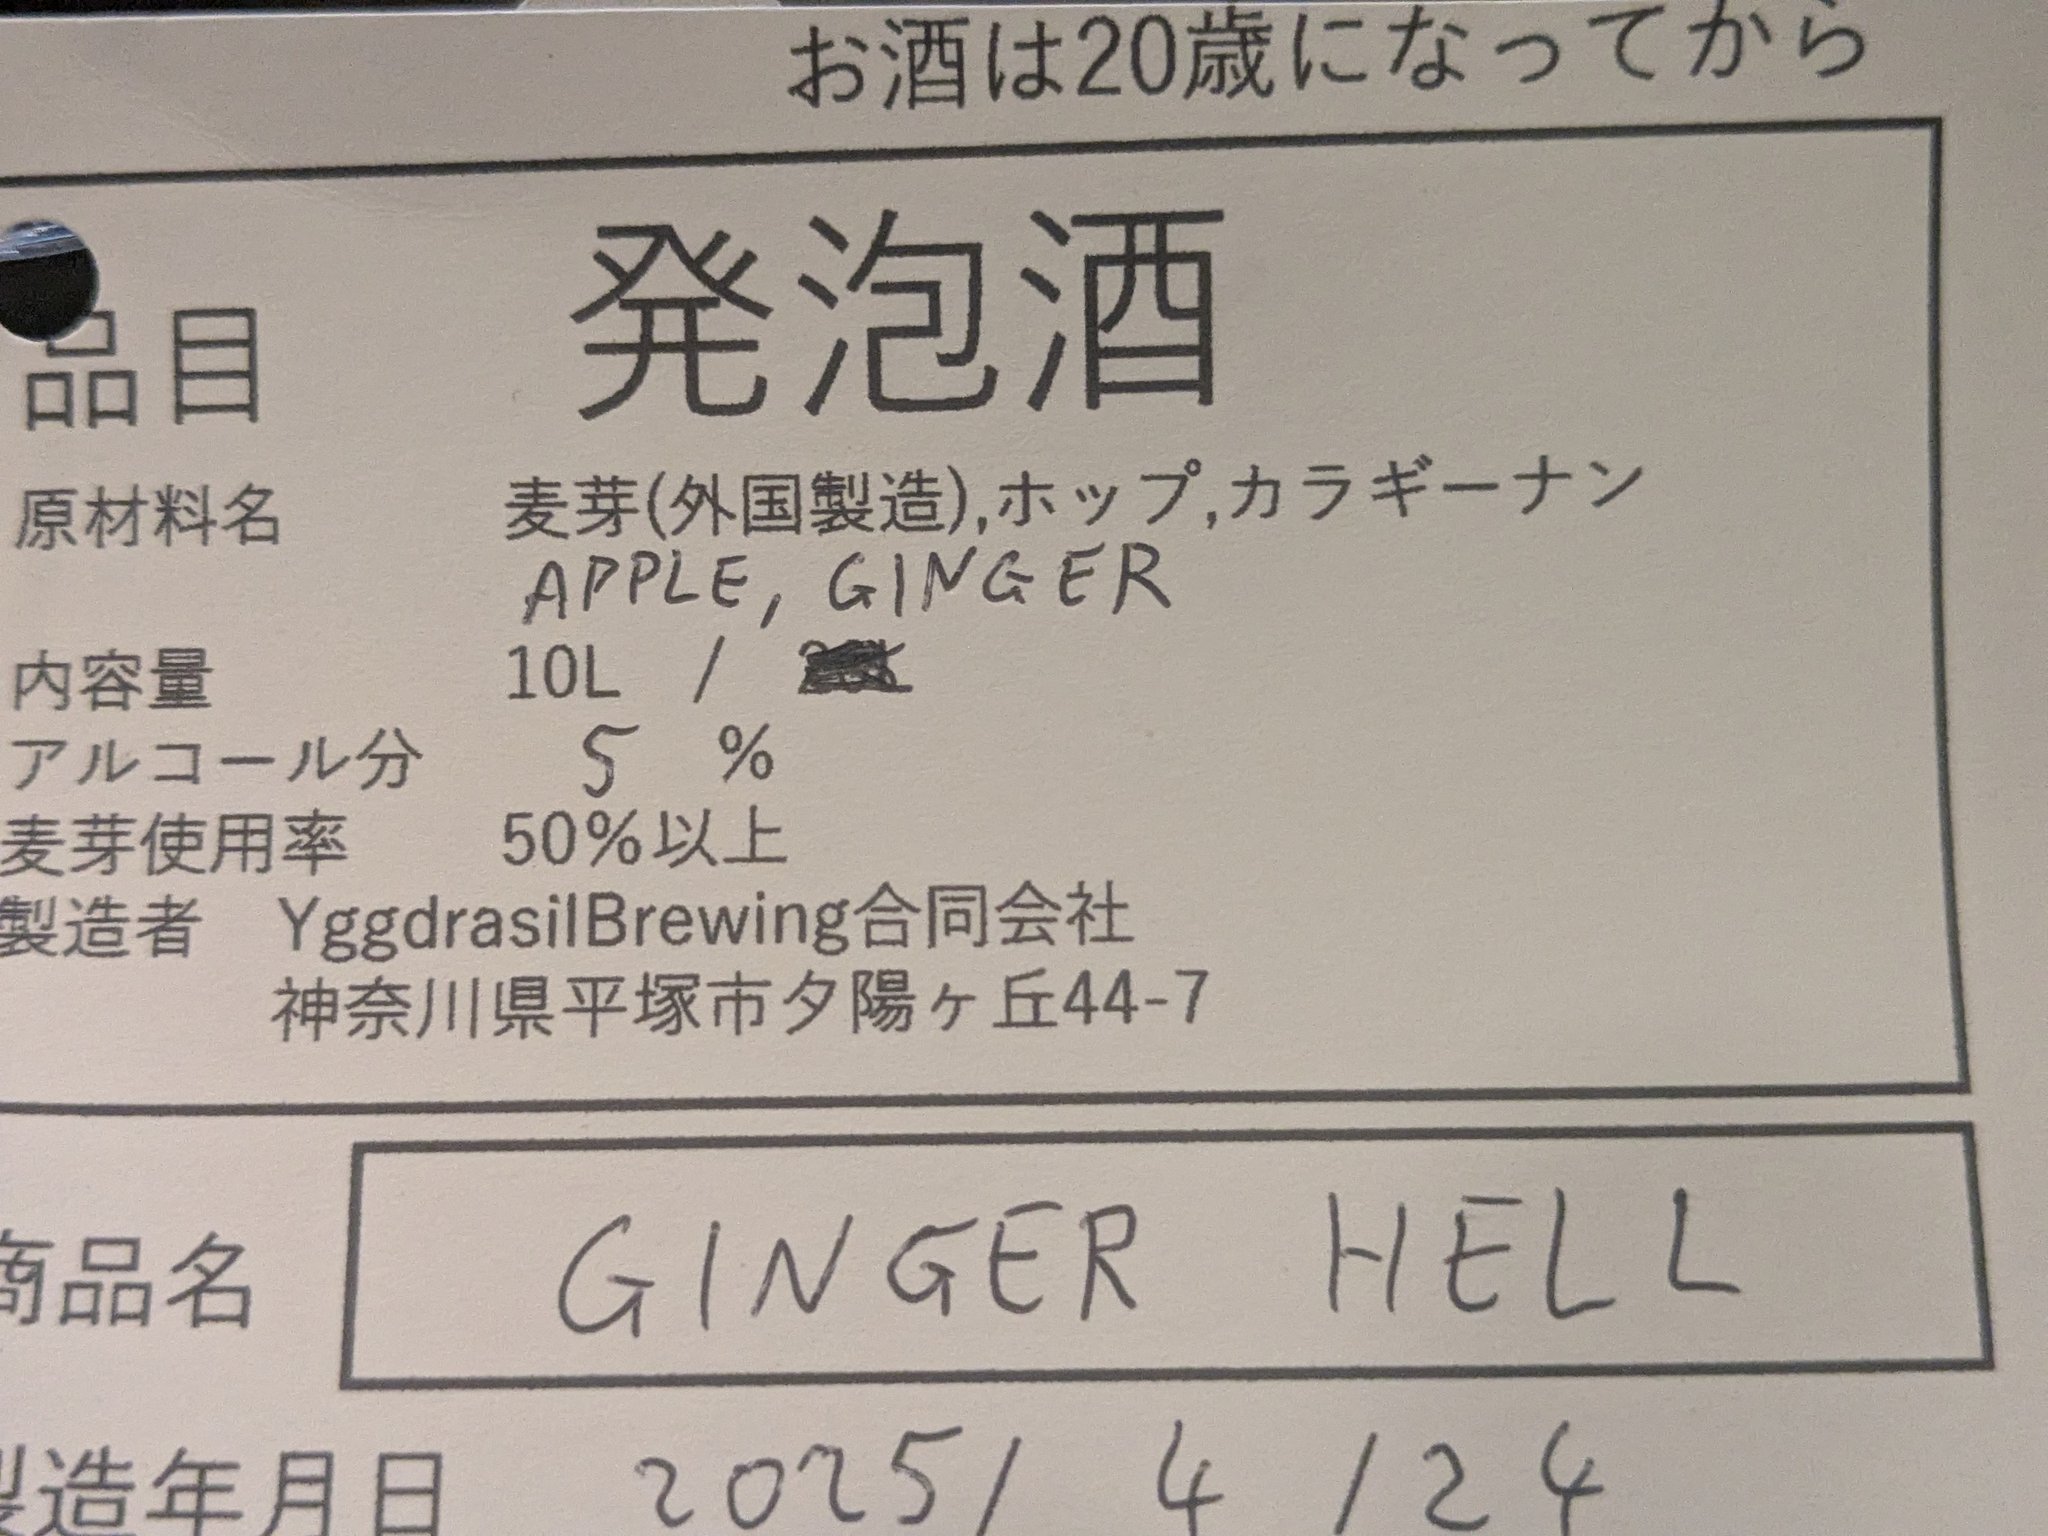 お酒は20歳になってから
品目 発泡酒
原材料名 麦芽(外国製造),ホップ,カラギーナン
APPLE, GINGER
内容量 10L /
アルコール分 5 %
麦芽使用率 50%以上
製造者 YggdrasilBrewing合同会社
神奈川県平塚市夕陽ヶ丘44-7
商品名 GINGER HELL
製造年月日 2025/ 4 /24